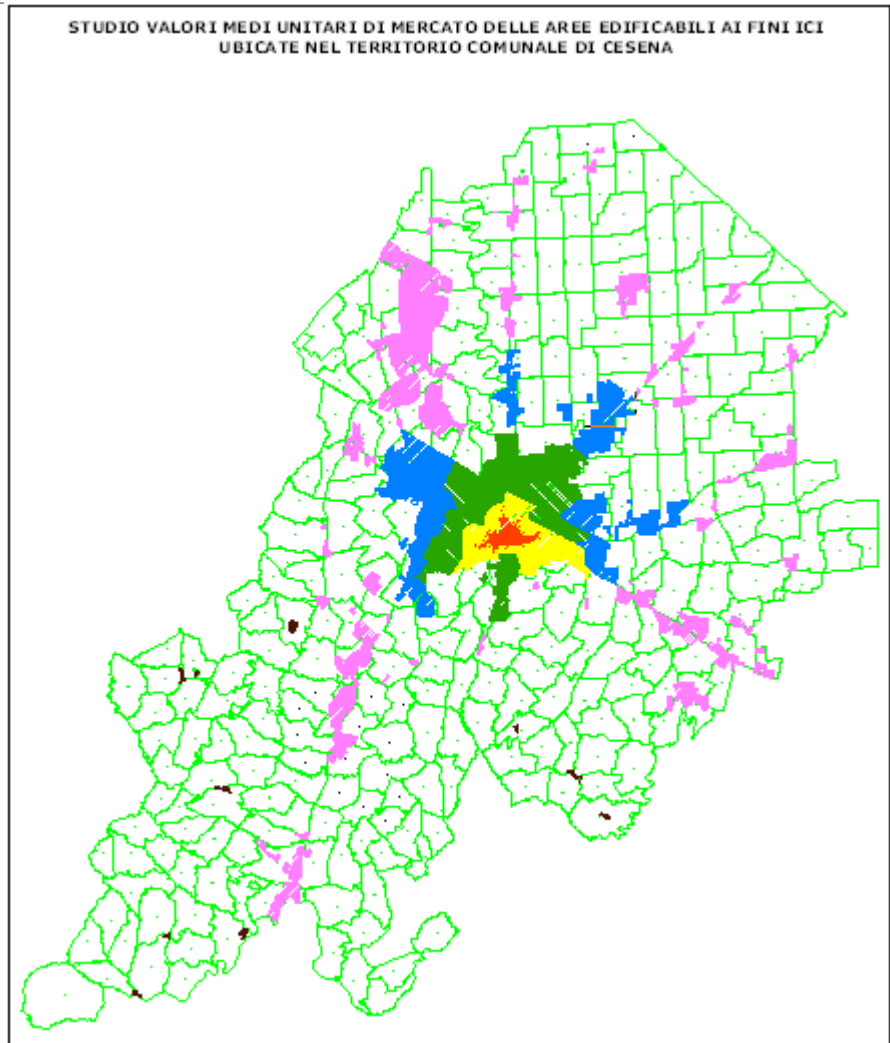 STUDIO VALORI MEDI UNITARI DI MERCATO DELLE AREE EDIFICABILI AI FINI ICI
UBICATE NEL TERRITORIO COMUNALE DI CESENA